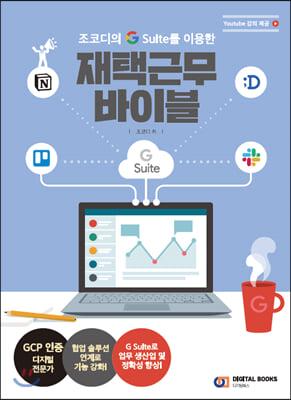 Youtube 강의 제공
조코디의 G Suite를 이용한
재택근무
바이블
조코디 저
N
:D
G
Suite
G
GCP 인증
디지털
전문가
협업 솔루션
연계로
기능 강화!
G Suite로
업무 생산성 및
정확성 향상!
DIGITAL BOOKS
디지털북스